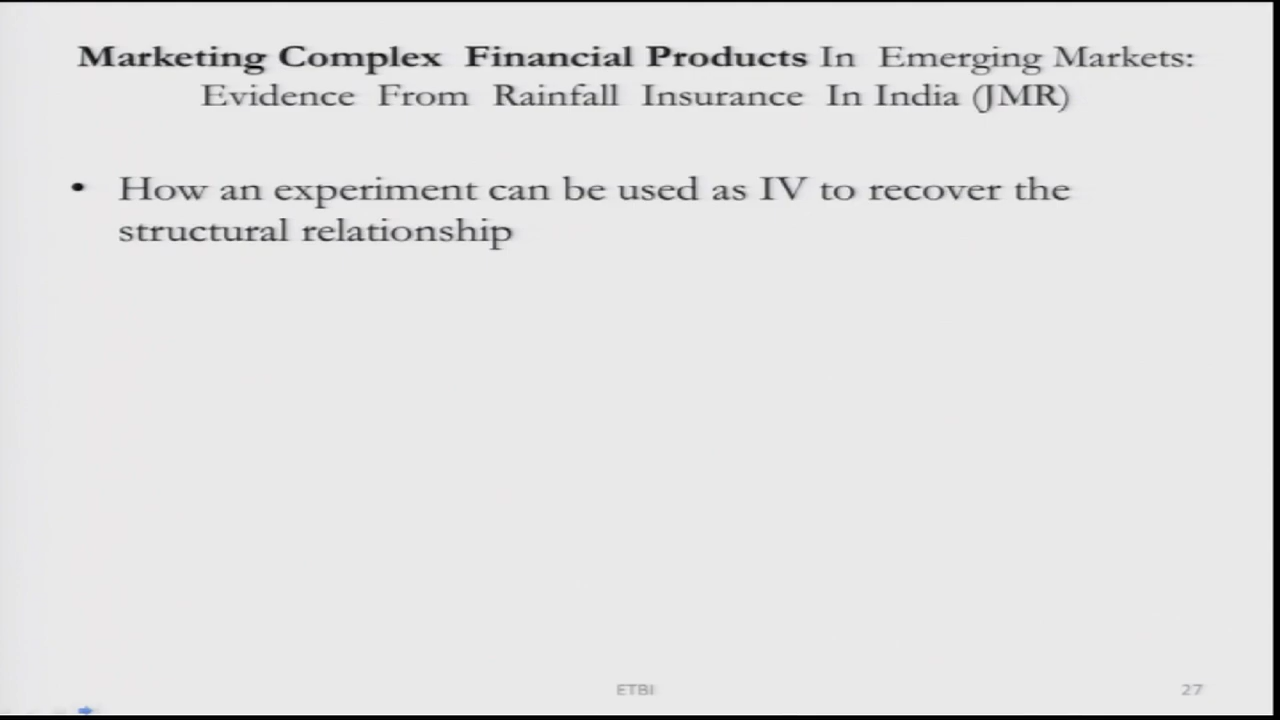 Marketing Complex Financial Products In Emerging Markets:
Evidence From Rainfall Insurance In India (JMR)
• How an experiment can be used as IV to recover the
structural relationship
ETBI
27